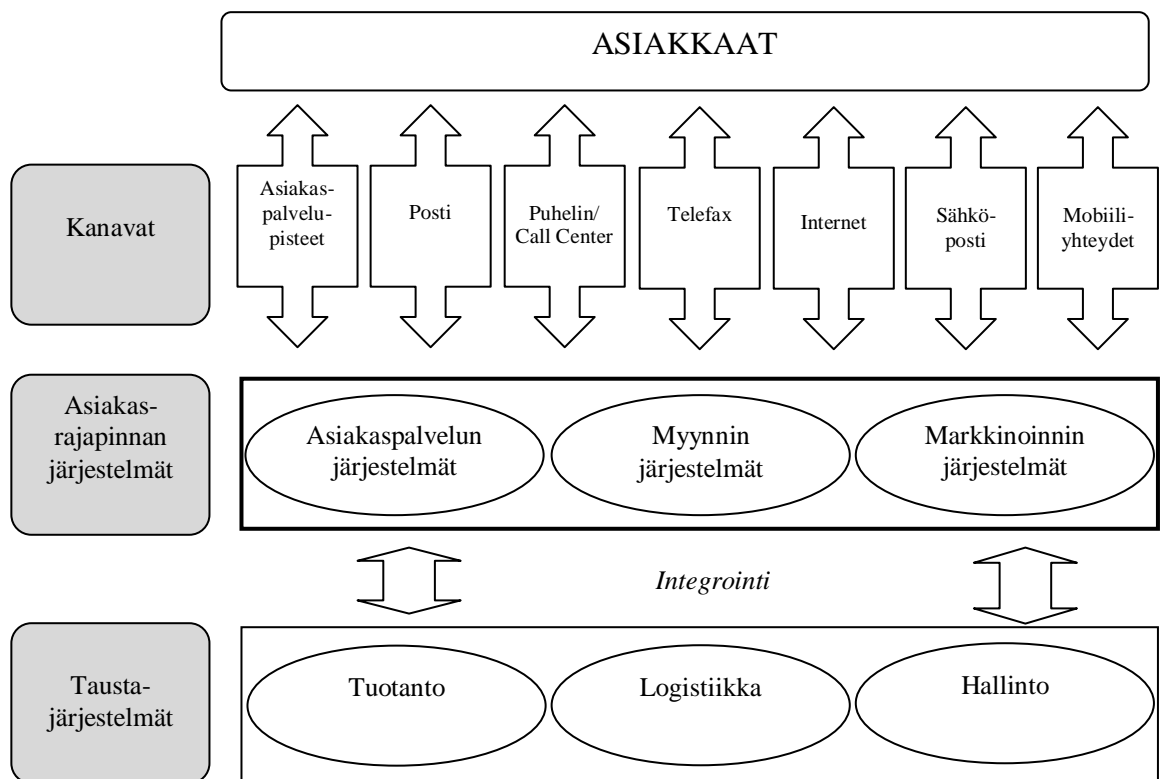 ASIAKKAAT
Kanavat
Asiakas-
palvelu-
pisteet
Posti
Puhelin/
Call Center
Telefax
Internet
Sähkö-
posti
Mobiili-
yhteydet
Asiakas-
rajapinnan
järjestelmät
Asiakaspalvelun
järjestelmät
Myynnin
järjestelmät
Markkinoinnin
järjestelmät
Integrointi
Tausta-
järjestelmät
Tuotanto
Logistiikka
Hallinto